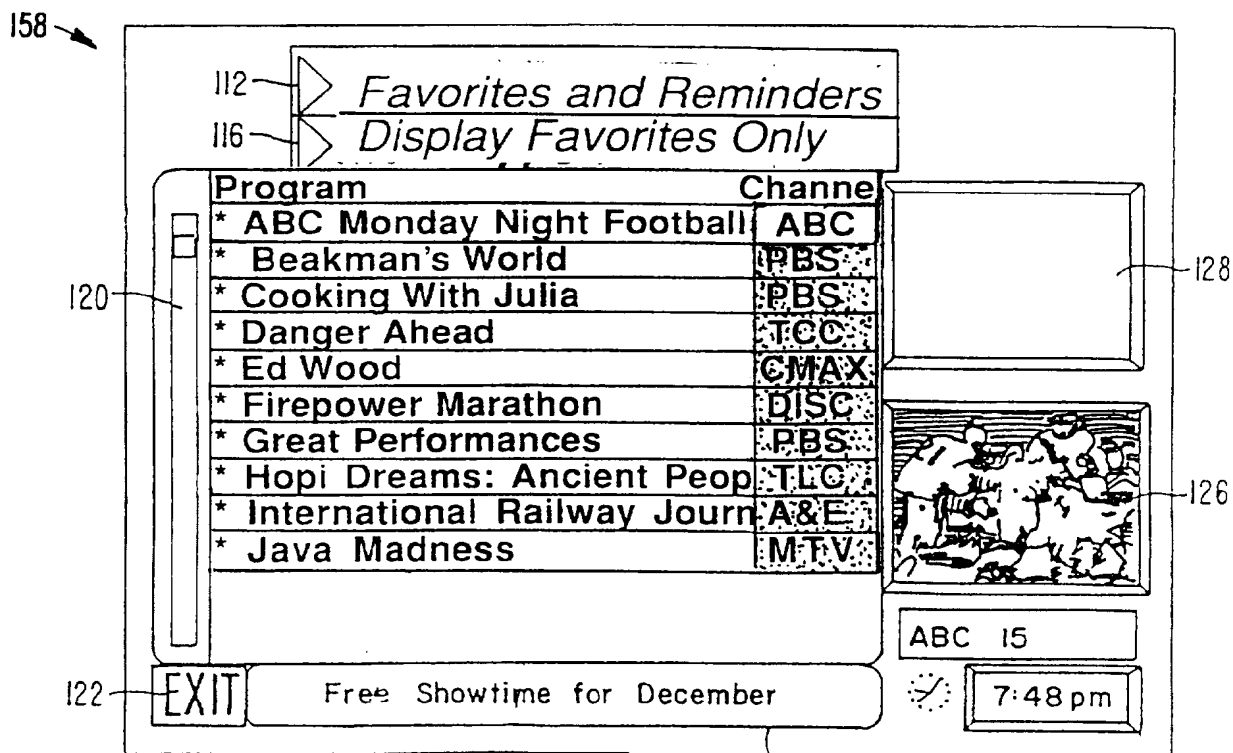 158
112
Favorites and Reminders
116
Display Favorites Only
Program Channe
* ABC Monday Night Football ABC
* Beakman's World PBS
* Cooking With Julia PBS
* Danger Ahead TCC
* Ed Wood CMAX
* Firepower Marathon DISC
* Great Performances PBS
* Hopi Dreams: Ancient Peop TLC
* International Railway Journ A&E
* Java Madness MTV
120
128
126
ABC 15
122
EXIT
Free Showtime for December
7:48 pm